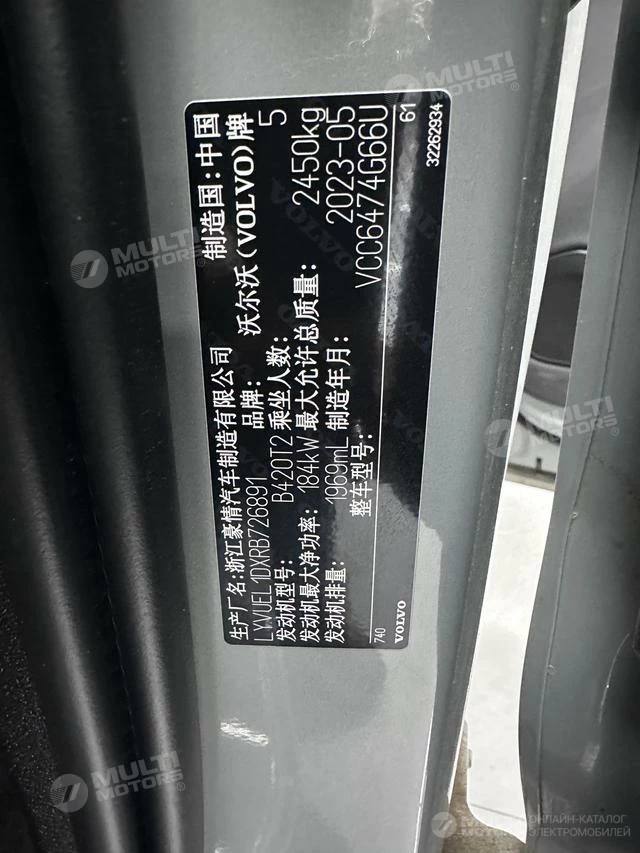 生产厂名:浙江豪情汽车制造有限公司 制造国:中国
LYVUEL1DXRB726891 品牌: 沃尔沃(VOLVO)牌
发动机型号: B420T2 乘坐人数: 5
发动机最大净功率: 184kW 最大允许总质量: 2450kg
发动机排量: 1969mL 制造年月: 2023-05
整车型号: VCC6474G66U
740 61
VOLVO 32262934
MULTI MOTORS®
ОНЛАЙН-КАТАЛОГ
ЭЛЕКТРОМОБИЛЕЙ